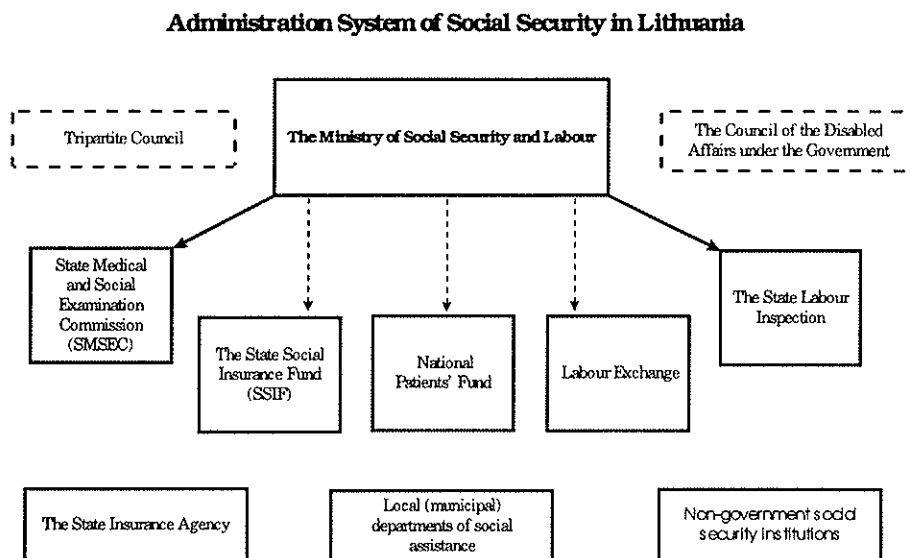 Administration System of Social Security in Lithuania
Tripartite Council
The Ministry of Social Security and Labour
The Council of the Disabled
Affairs under the Government
State Medical
and Social
Examination
Commission
(SMSEC)
The State Social
Insurance Fund
(SSIF)
National
Patients' Fund
Labour Exchange
The State Labour
Inspection
The State Insurance Agency
Local (municipal)
departments of social
assistance
Non-government social
security institutions